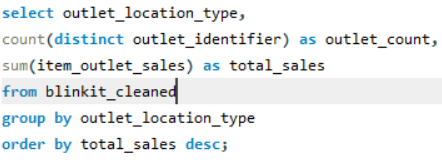 select outlet_location_type,
count(distinct outlet_identifier) as outlet_count,
sum(item_outlet_sales) as total_sales
from blinkit_cleaned
group by outlet_location_type
order by total_sales desc;